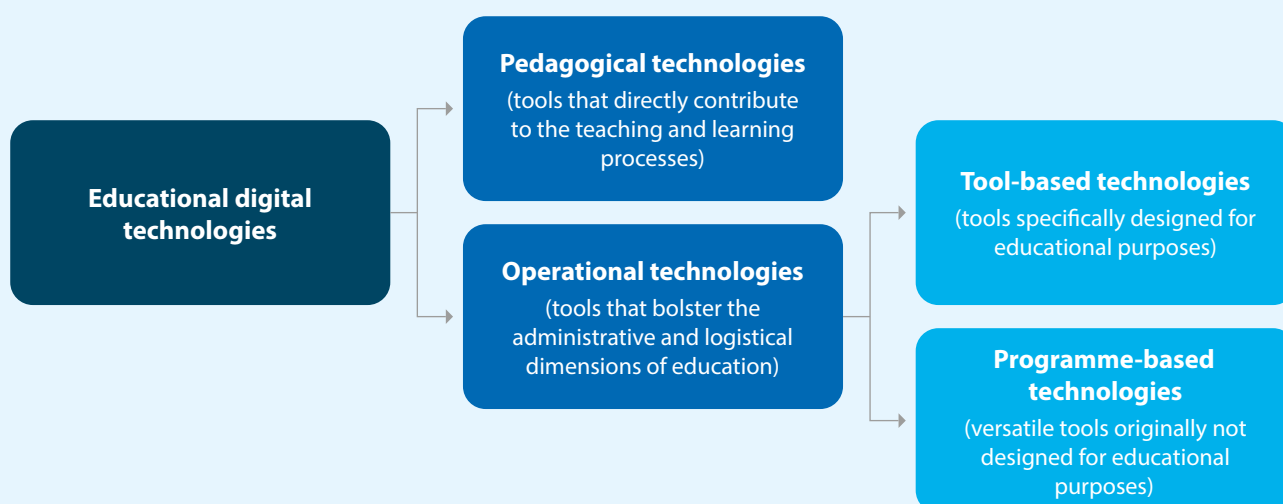 Educational digital
technologies
Pedagogical technologies
(tools that directly contribute
to the teaching and learning
processes)
Operational technologies
(tools that bolster the
administrative and logistical
dimensions of education)
Tool-based technologies
(tools specifically designed for
educational purposes)
Programme-based
technologies
(versatile tools originally not
designed for educational
purposes)